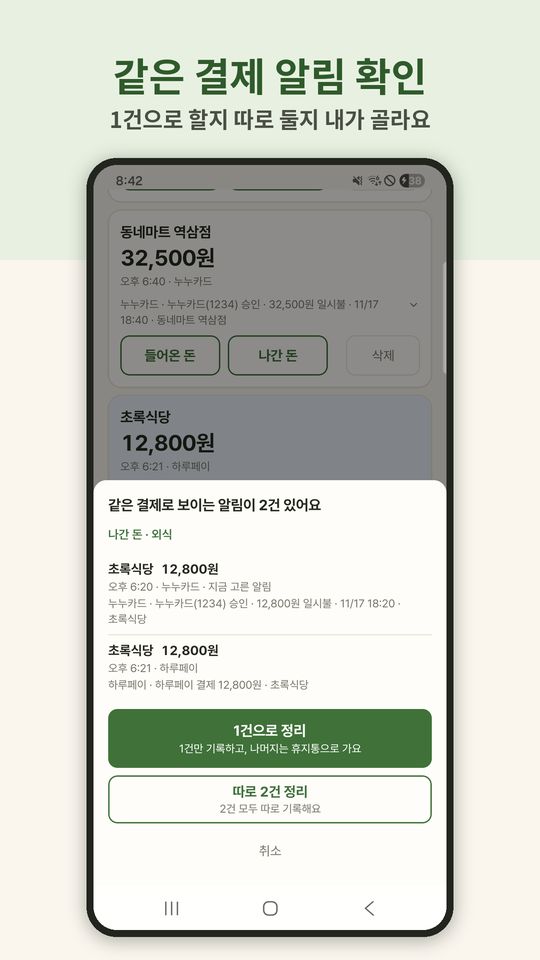 같은 결제 알림 확인
1건으로 할지 따로 둘지 내가 골라요
8:42
38
동네마트 역삼점
32,500원
오후 6:40 · 누누카드
누누카드 · 누누카드(1234) 승인 · 32,500원 일시불 · 11/17
18:40 · 동네마트 역삼점
들어온 돈
나간 돈
삭제
초록식당
12,800원
오후 6:21 · 하루페이
같은 결제로 보이는 알림이 2건 있어요
나간 돈 · 외식
초록식당 12,800원
오후 6:20 · 누누카드 · 지금 고른 알림
누누카드 · 누누카드(1234) 승인 · 12,800원 일시불 · 11/17 18:20 ·
초록식당
초록식당 12,800원
오후 6:21 · 하루페이
하루페이 · 하루페이 결제 12,800원 · 초록식당
1건으로 정리
1건만 기록하고, 나머지는 휴지통으로 가요
따로 2건 정리
2건 모두 따로 기록해요
취소